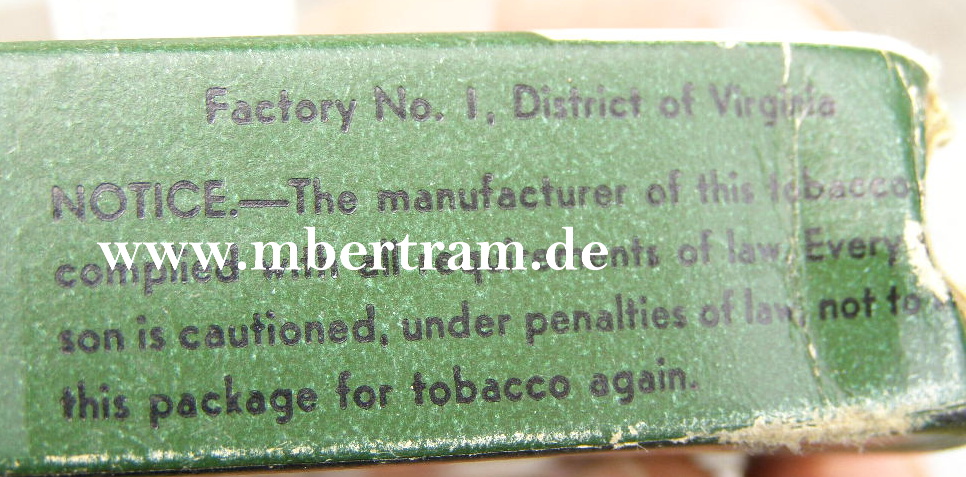 Factory No. 1, District of Virginia
NOTICE.—The manufacturer of this tobacco
www.mbertram.de
complied with all requirements of law. Every
son is cautioned, under penalties of law, not to
this package for tobacco again.